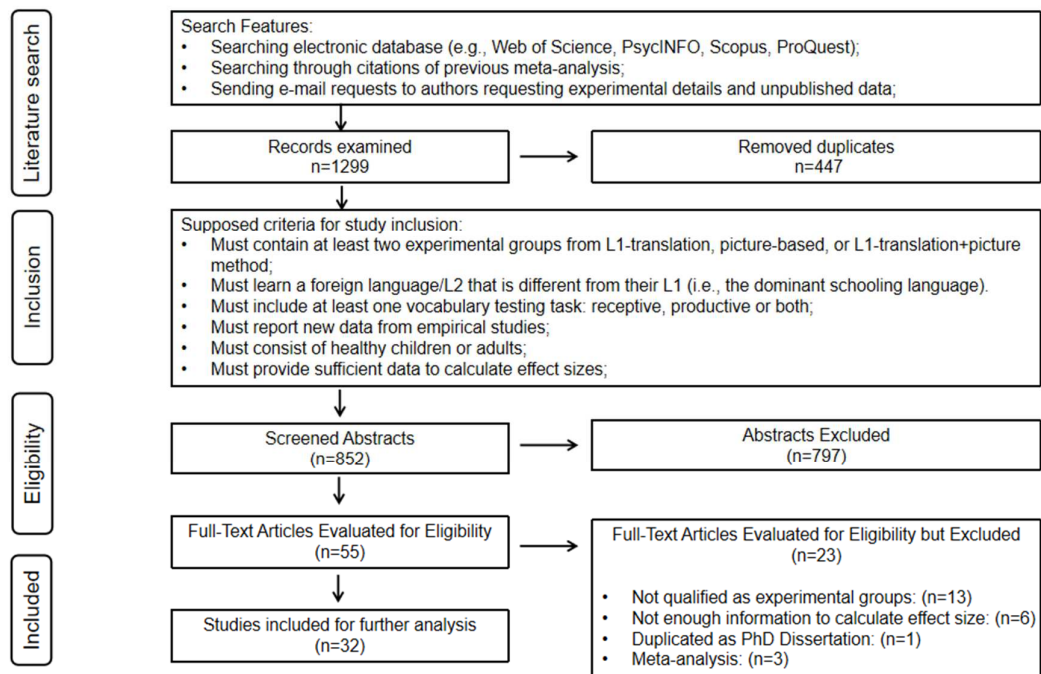 Literature search
Search Features:
• Searching electronic database (e.g., Web of Science, PsycINFO, Scopus, ProQuest);
• Searching through citations of previous meta-analysis;
• Sending e-mail requests to authors requesting experimental details and unpublished data;
Records examined
n=1299
Removed duplicates
n=447
Inclusion
Supposed criteria for study inclusion:
• Must contain at least two experimental groups from L1-translation, picture-based, or L1-translation+picture
method;
• Must learn a foreign language/L2 that is different from their L1 (i.e., the dominant schooling language).
• Must include at least one vocabulary testing task: receptive, productive or both;
• Must report new data from empirical studies;
• Must consist of healthy children or adults;
• Must provide sufficient data to calculate effect sizes;
Eligibility
Screened Abstracts
(n=852)
Abstracts Excluded
(n=797)
Full-Text Articles Evaluated for Eligibility
(n=55)
Full-Text Articles Evaluated for Eligibility but Excluded
(n=23)
• Not qualified as experimental groups: (n=13)
• Not enough information to calculate effect size: (n=6)
• Duplicated as PhD Dissertation: (n=1)
• Meta-analysis: (n=3)
Included
Studies included for further analysis
(n=32)